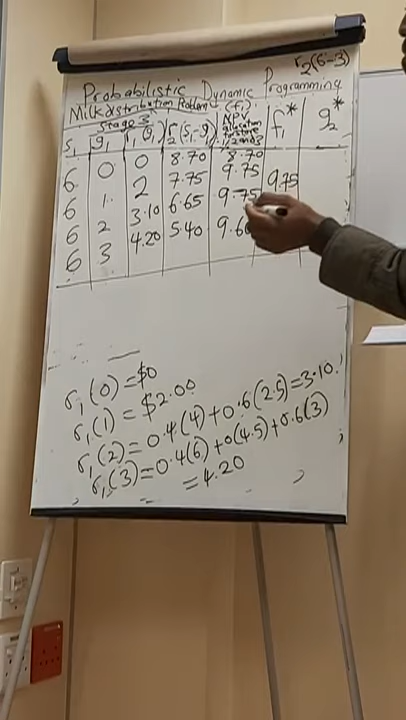 r2(6-3)
Probabilistic Dynamic Programming
Milk distribution Problem (f1)
Stage 3
S1 g1 r1(g1) r2(S1-g1) NPV f1* g2*
6 0 0 8.70 8.70
6 1 2 7.75 9.75 9.75
6 2 3.10 6.65 9.75
6 3 4.20 5.40 9.60
r1(0)=$0
r1(1)=$2.00
r1(2)=0.4(4)+0.6(2.5)=3.10
r1(3)=0.4(6)+0(4.5)+0.6(3)
=4.20